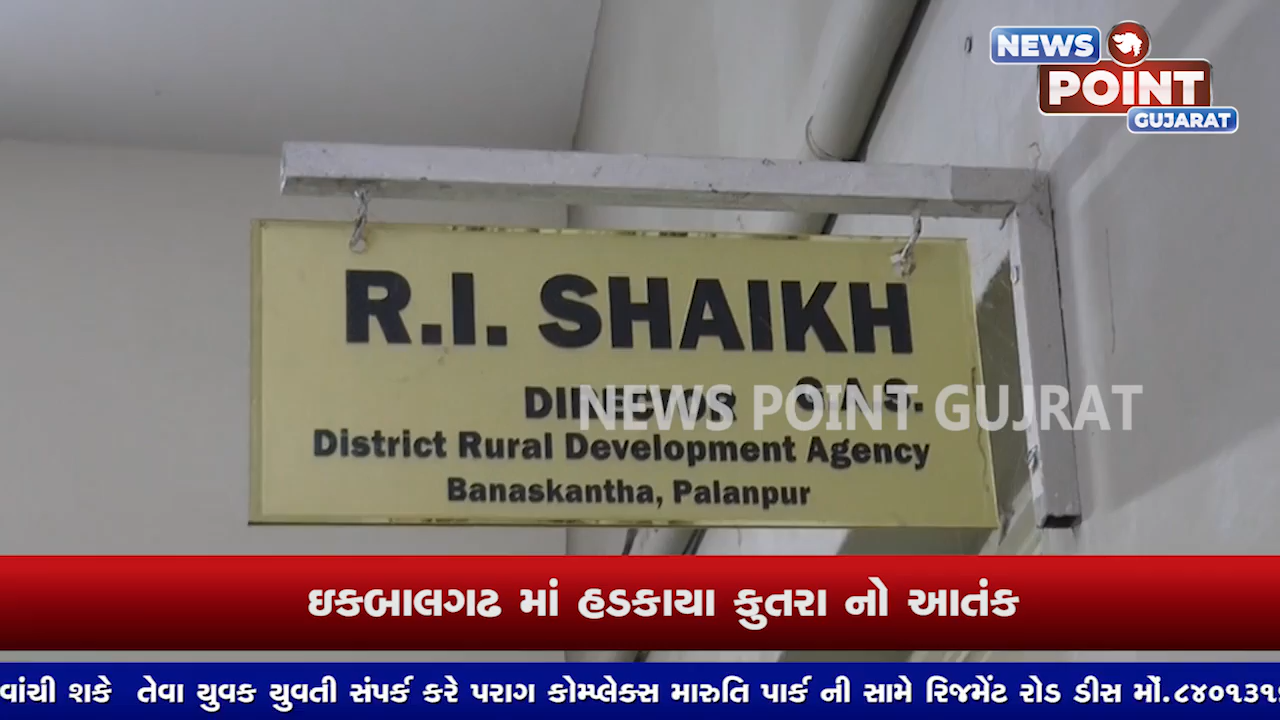 NEWS
POINT
GUJARAT
R.I. SHAIKH
G.A.S.
DIRECTOR
NEWS POINT GUJRAT
District Rural Development Agency
Banaskantha, Palanpur
ઇકબાલગઢ માં હડકાયા કુતરા નો આતંક
વાંચી શકે તેવા યુવક યુવતી સંપર્ક કરે પરાગ કોમ્પ્લેક્સ મારુતિ પાર્ક ની સામે રિજમેંટ રોડ ડીસ મોં.૮૪૦૧૩૧